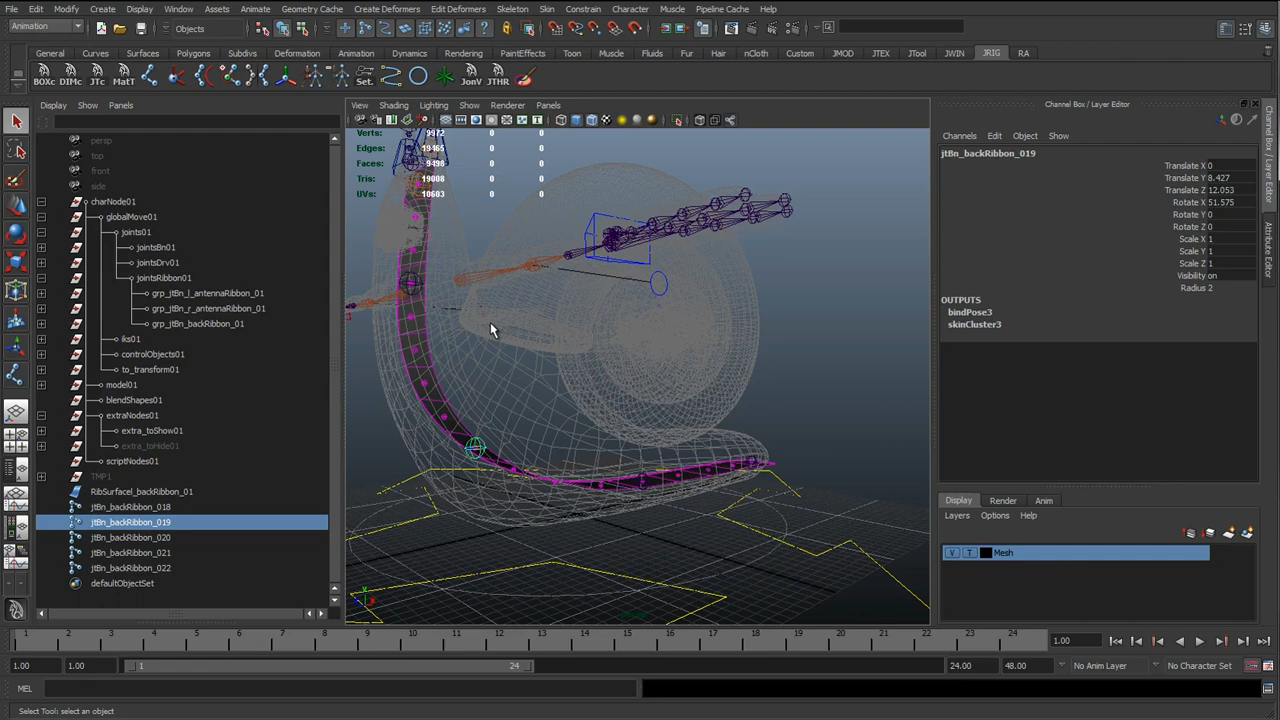 File Edit Modify Create Display Window Assets Animate Geometry Cache Create Deformers Edit Deformers Skeleton Skin Constrain Character Muscle Pipeline Cache Help
Animation Objects
General Curves Surfaces Polygons Subdivs Deformation Animation Dynamics Rendering PaintEffects Toon Muscle Fluids Fur Hair nCloth Custom JMOD JTEX JTool JWIN JRIG RA
BOXc DIMc JTc MatT Set. JonV JTHR
Display Show Panels
View Shading Lighting Show Renderer Panels
Channel Box / Layer Editor
persp
top
front
side
charNode01
globalMove01
joints01
jointsBn01
jointsDrv01
jointsRibbon01
grp_jtBn_l_antennaRibbon_01
grp_jtBn_r_antennaRibbon_01
grp_jtBn_backRibbon_01
iks01
controlObjects01
to_transform01
model01
blendShapes01
extraNodes01
extra_toShow01
extra_toHide01
scriptNodes01
TMP1
RibSurfaceI_backRibbon_01
jtBn_backRibbon_018
jtBn_backRibbon_019
jtBn_backRibbon_020
jtBn_backRibbon_021
jtBn_backRibbon_022
defaultObjectSet
Verts: 9972 0 0
Edges: 19465 0 0
Faces: 9498 0 0
Tris: 19008 0 0
UVs: 10603 0 0
Channels Edit Object Show
jtBn_backRibbon_019
Translate X 0
Translate Y 8.427
Translate Z 12.053
Rotate X 51.575
Rotate Y 0
Rotate Z 0
Scale X 1
Scale Y 1
Scale Z 1
Visibility on
Radius 2
OUTPUTS
bindPose3
skinCluster3
Display Render Anim
Layers Options Help
V T Mesh
Channel Box / Layer Editor
Attribute Editor
1 2 3 4 5 6 7 8 9 10 11 12 13 14 15 16 17 18 19 20 21 22 23 24 1.00
1.00 1.00 1 24 24.00 48.00 No Anim Layer No Character Set
MEL
Select Tool: select an object